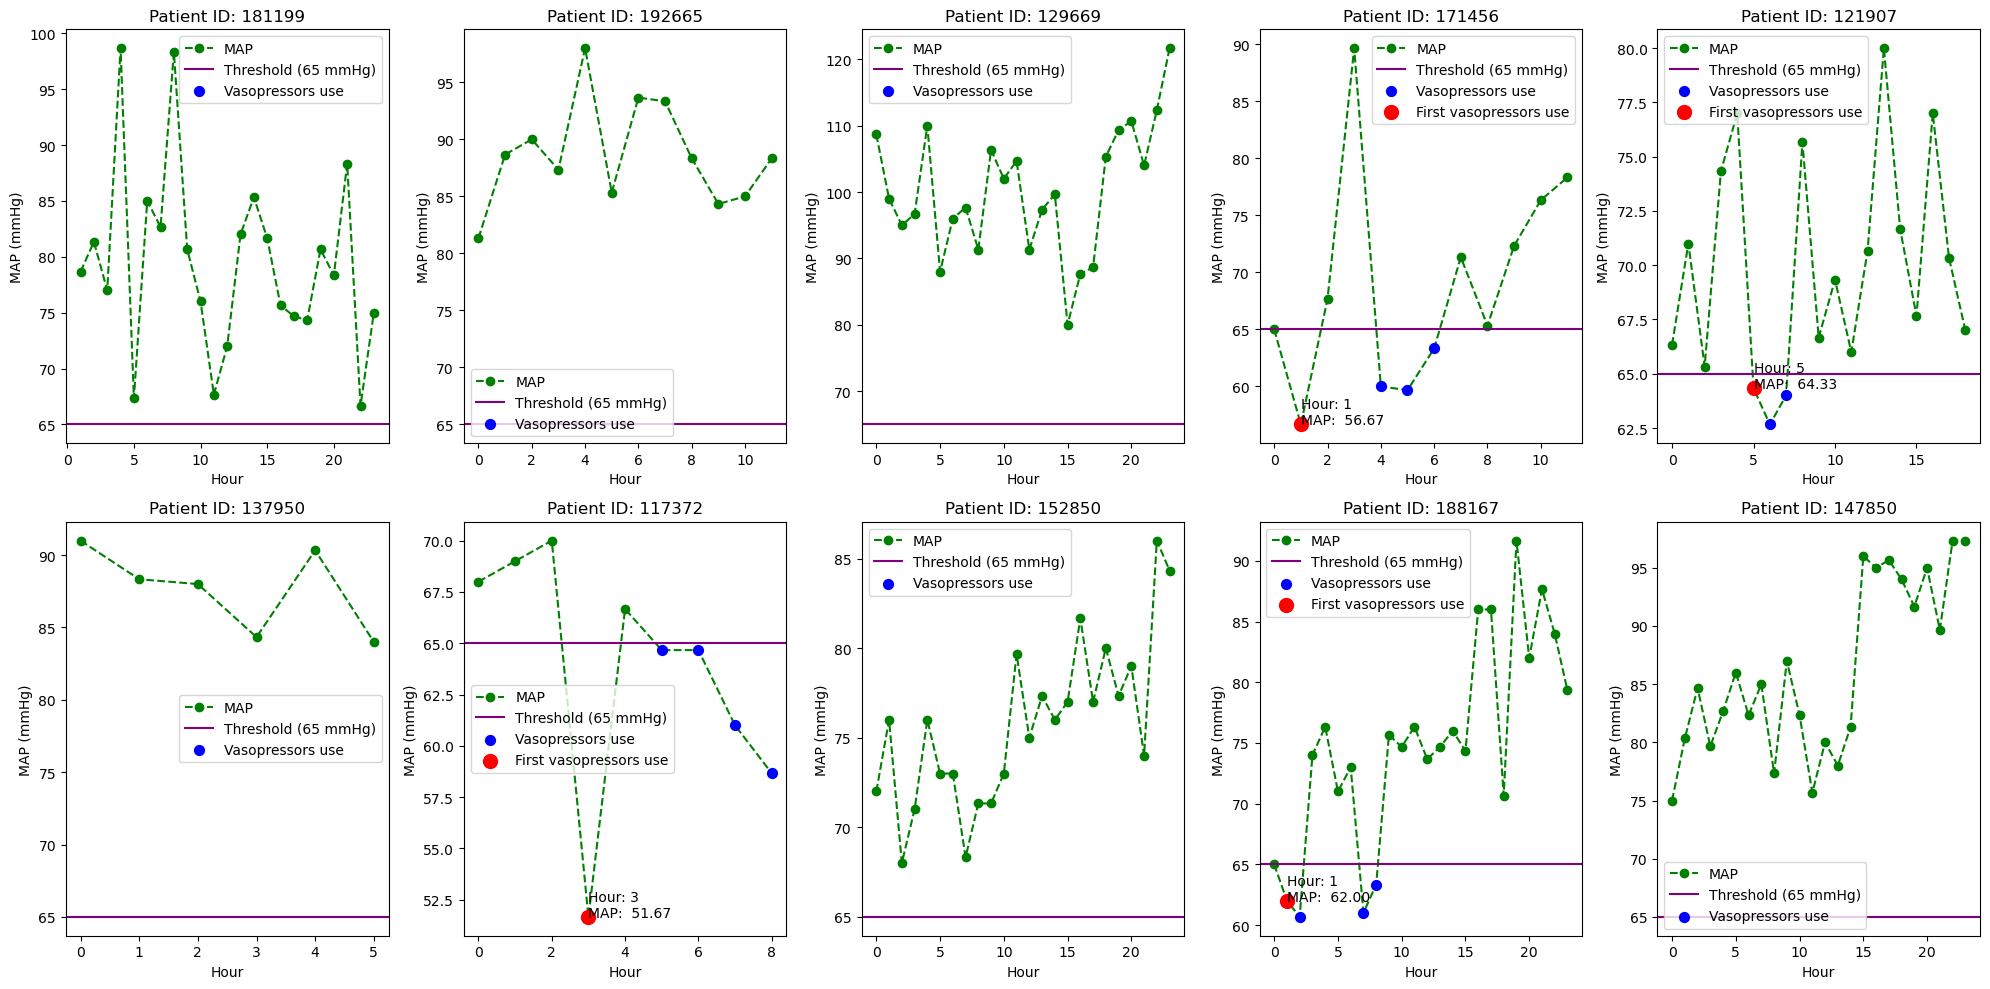 Patient ID: 181199
MAP (mmHg)
100
95
90
85
80
75
70
65
MAP
Threshold (65 mmHg)
Vasopressors use
0 5 10 15 20
Hour
Patient ID: 192665
MAP (mmHg)
95
90
85
80
75
70
65
MAP
Threshold (65 mmHg)
Vasopressors use
0 2 4 6 8 10
Hour
Patient ID: 129669
MAP (mmHg)
120
110
100
90
80
70
MAP
Threshold (65 mmHg)
Vasopressors use
0 5 10 15 20
Hour
Patient ID: 171456
MAP (mmHg)
90
85
80
75
70
65
60
MAP
Threshold (65 mmHg)
Vasopressors use
First vasopressors use
Hour: 1
MAP: 56.67
0 2 4 6 8 10
Hour
Patient ID: 121907
MAP (mmHg)
80.0
77.5
75.0
72.5
70.0
67.5
65.0
62.5
MAP
Threshold (65 mmHg)
Vasopressors use
First vasopressors use
Hour: 5
MAP: 64.33
0 5 10 15
Hour
Patient ID: 137950
MAP (mmHg)
90
85
80
75
70
65
MAP
Threshold (65 mmHg)
Vasopressors use
0 1 2 3 4 5
Hour
Patient ID: 117372
MAP (mmHg)
70.0
67.5
65.0
62.5
60.0
57.5
55.0
52.5
MAP
Threshold (65 mmHg)
Vasopressors use
First vasopressors use
Hour: 3
MAP: 51.67
0 2 4 6 8
Hour
Patient ID: 152850
MAP (mmHg)
85
80
75
70
65
MAP
Threshold (65 mmHg)
Vasopressors use
0 5 10 15 20
Hour
Patient ID: 188167
MAP (mmHg)
90
85
80
75
70
65
60
MAP
Threshold (65 mmHg)
Vasopressors use
First vasopressors use
Hour: 1
MAP: 62.00
0 5 10 15 20
Hour
Patient ID: 147850
MAP (mmHg)
95
90
85
80
75
70
65
MAP
Threshold (65 mmHg)
Vasopressors use
0 5 10 15 20
Hour